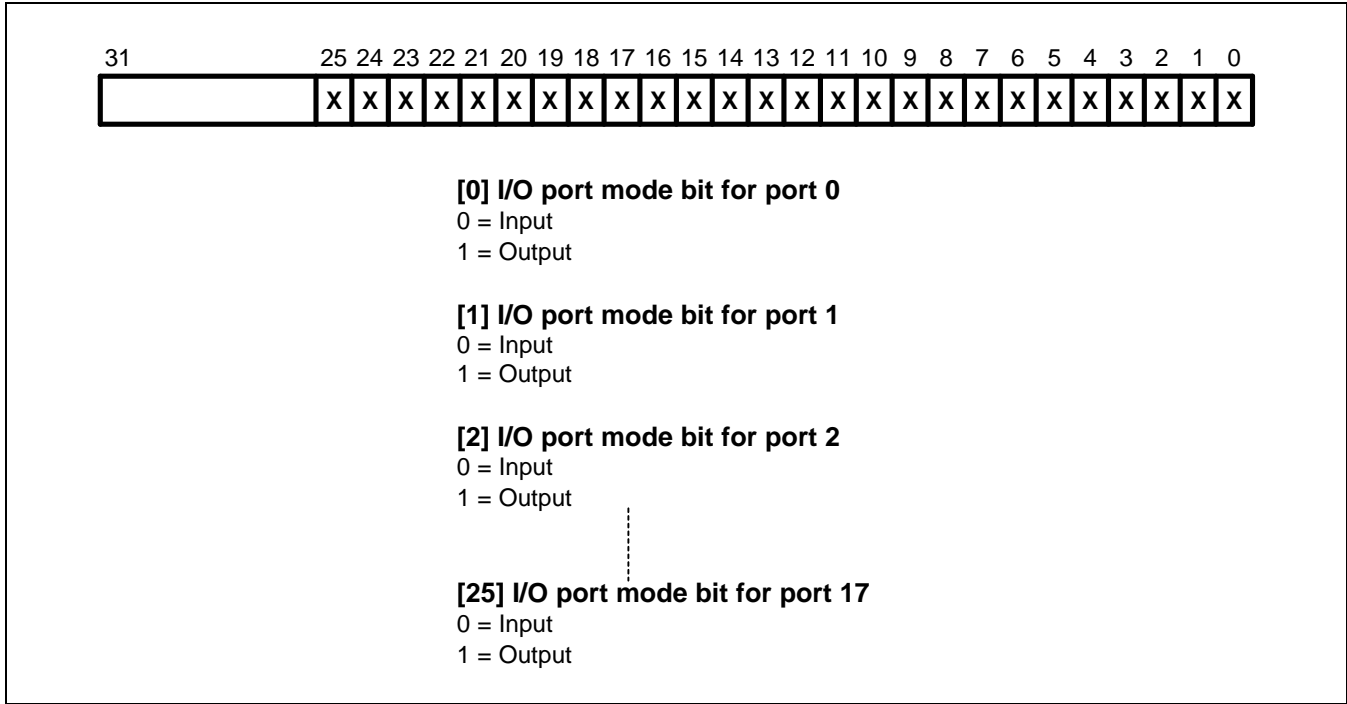 31 25 24 23 22 21 20 19 18 17 16 15 14 13 12 11 10 9 8 7 6 5 4 3 2 1 0
X X X X X X X X X X X X X X X X X X X X X X X X X X
[0] I/O port mode bit for port 0
0 = Input
1 = Output
[1] I/O port mode bit for port 1
0 = Input
1 = Output
[2] I/O port mode bit for port 2
0 = Input
1 = Output
[25] I/O port mode bit for port 17
0 = Input
1 = Output